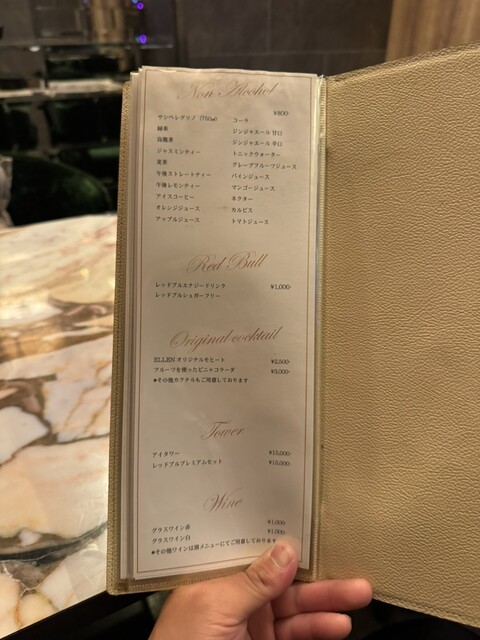 Non Alcohol
¥800
サンペレグリノ (750ml) コーラ
緑茶 ジンジャエール 甘口
烏龍茶 ジンジャエール 辛口
ジャスミンティー トニックウォーター
麦茶 グレープフルーツジュース
午後ストレートティー パインジュース
午後レモンティー マンゴージュース
アイスコーヒー ネクター
オレンジジュース カルピス
アップルジュース トマトジュース
Red Bull
レッドブルエナジードリンク ¥1,000-
レッドブルシュガーフリー
Original cocktail
ELLEN オリジナルモヒート ¥2,500-
フルーツを使ったピニャコラーダ ¥3,000-
※その他カクテルもご用意しております
Tower
アイタワー ¥15,000-
レッドブルプレミアムセット ¥15,000-
Wine
グラスワイン赤 ¥1,000-
グラスワイン白 ¥1,000-
※その他ワインは別メニューにてご用意しております